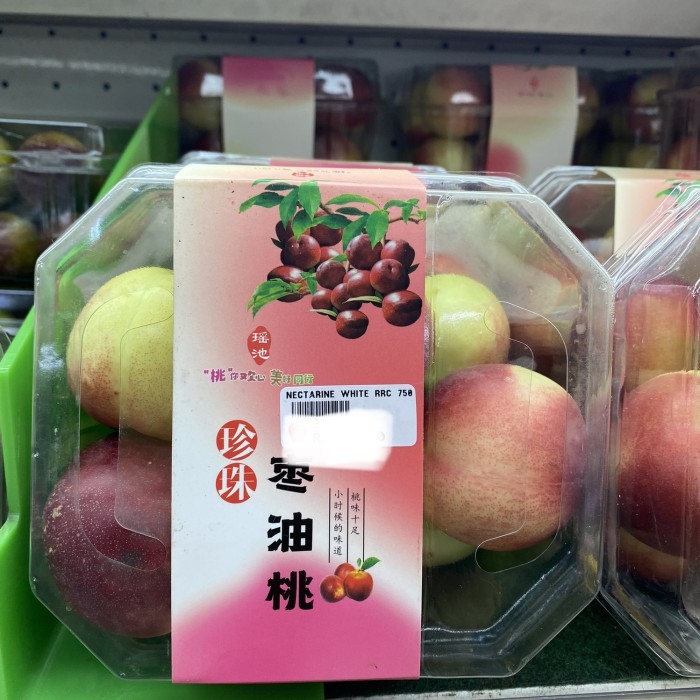 瑶池
"桃"你欢心 美味同行
NECTARINE WHITE RRC 750
珍珠
枣油桃
桃味十足
小时候的味道